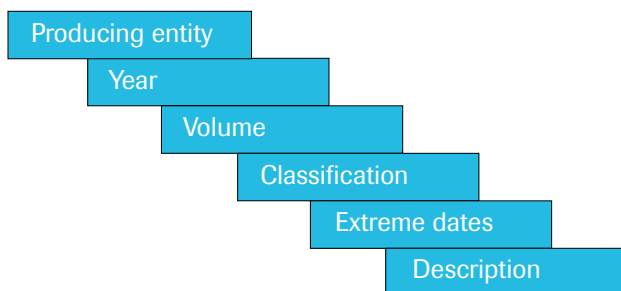 Producing entity
Year
Volume
Classification
Extreme dates
Description